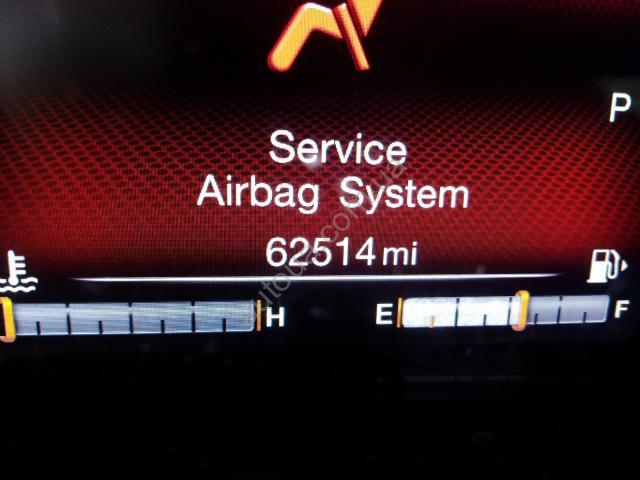 P
Service
Airbag System
62514 mi
H
E
F